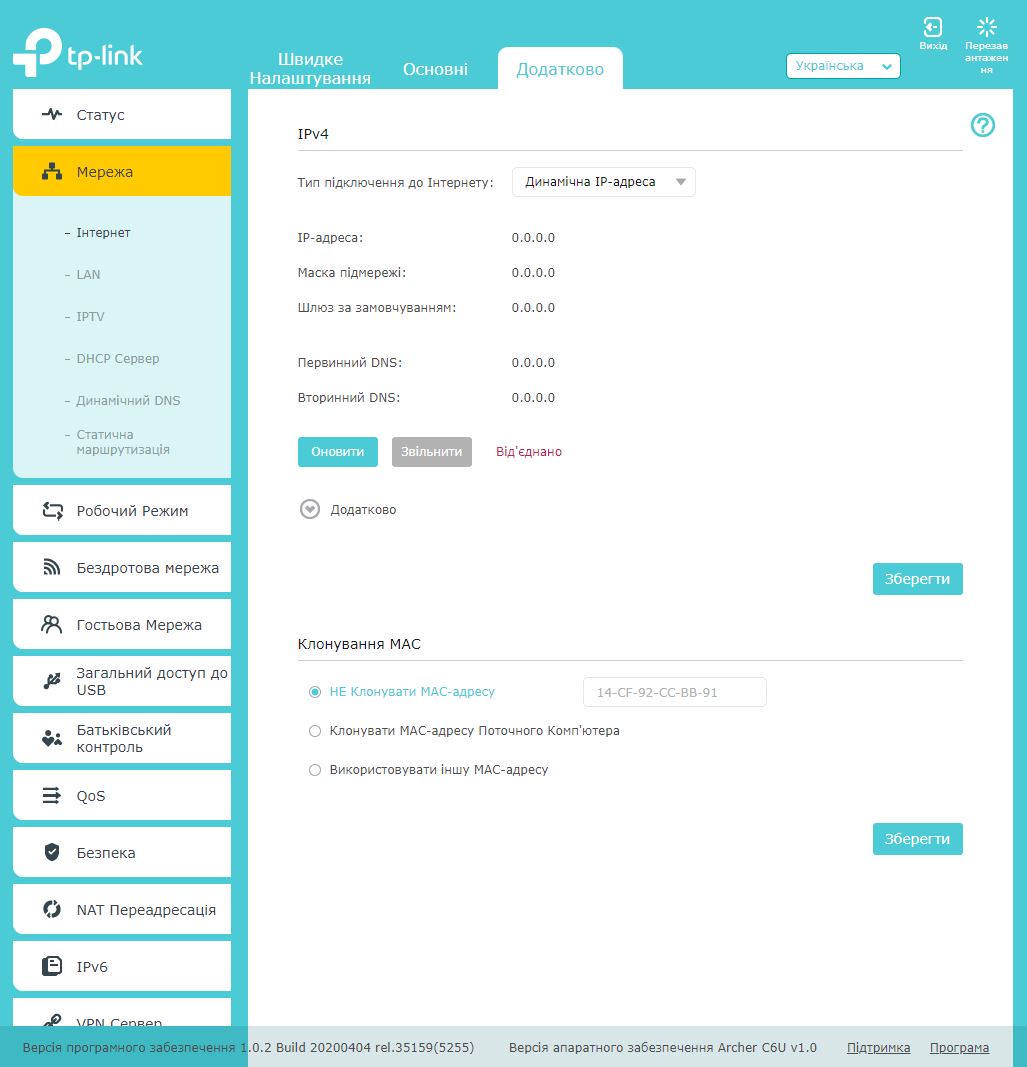 tp-link
Швидке
Налаштування
Основні
Додатково
Українська
Вихід
Перезав
антажен
ня
Статус
Мережа
– Інтернет
– LAN
– IPTV
– DHCP Сервер
– Динамічний DNS
– Статична
маршрутизація
Робочий Режим
Бездротова мережа
Гостьова Мережа
Загальний доступ до
USB
Батьківський
контроль
QoS
Безпека
NAT Переадресація
IPv6
VPN Сервер
IPv4
Тип підключення до Інтернету: Динамічна IP-адреса
IP-адреса: 0.0.0.0
Маска підмережі: 0.0.0.0
Шлюз за замовчуванням: 0.0.0.0
Первинний DNS: 0.0.0.0
Вторинний DNS: 0.0.0.0
Оновити Звільнити Від'єднано
Додатково
Зберегти
Клонування MAC
НЕ Клонувати MAC-адресу 14-CF-92-CC-BB-91
Клонувати MAC-адресу Поточного Комп'ютера
Використовувати іншу MAC-адресу
Зберегти
Версія програмного забезпечення 1.0.2 Build 20200404 rel.35159(5255) Версія апаратного забезпечення Archer C6U v1.0 Підтримка Програма